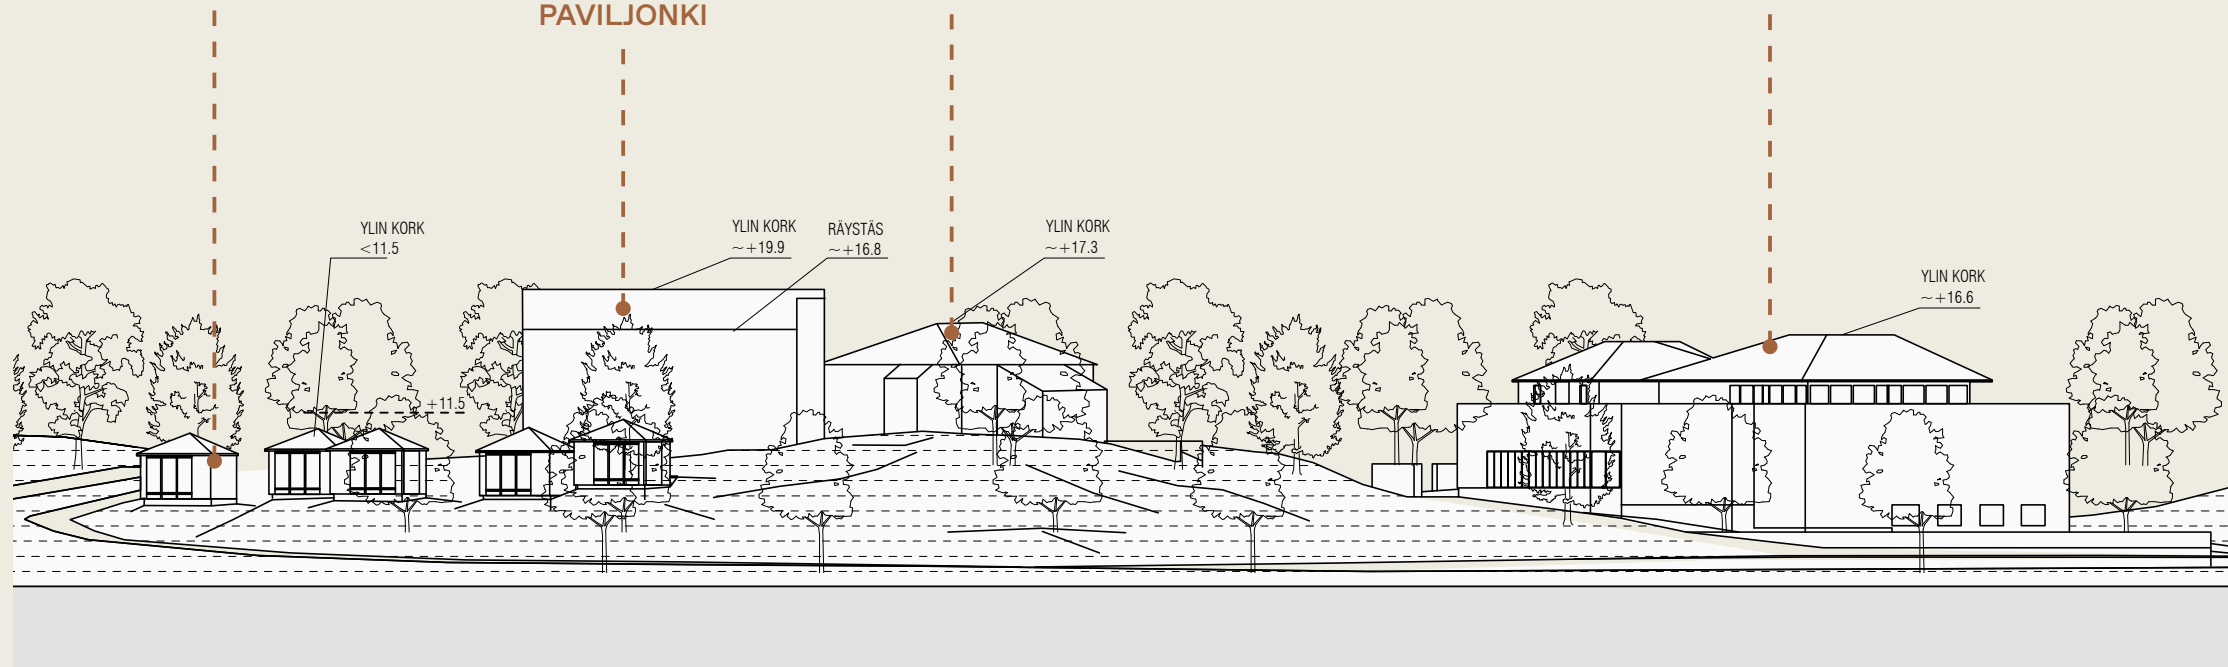 PAVILJONKI
YLIN KORK
<11.5
YLIN KORK
~+19.9
RÄYSTÄS
~+16.8
YLIN KORK
~+17.3
YLIN KORK
~+16.6
+11.5